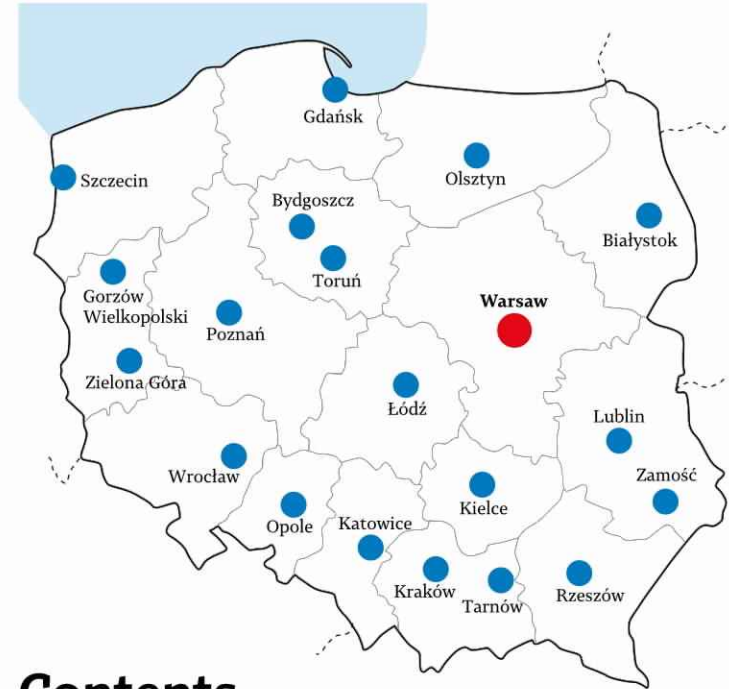 Gdańsk
Szczecin
Olsztyn
Bydgoszcz
Białystok
Toruń
Gorzów
Wielkopolski
Warsaw
Poznań
Zielona Góra
Łódź
Lublin
Wrocław
Zamość
Kielce
Opole
Katowice
Kraków
Tarnów
Rzeszów
Contents